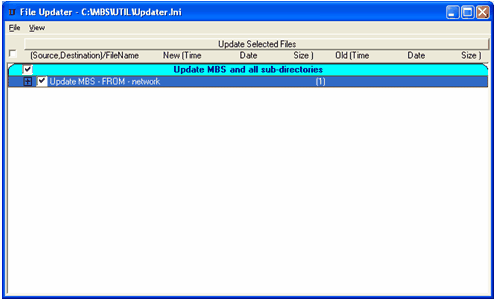 File Updater - C:\MBS\UTIL\Updater.Ini
File View
Update Selected Files
(Source,Destination)/FileName New (Time Date Size ) Old (Time Date Size )
Update MBS and all sub-directories
Update MBS - FROM - network (1)